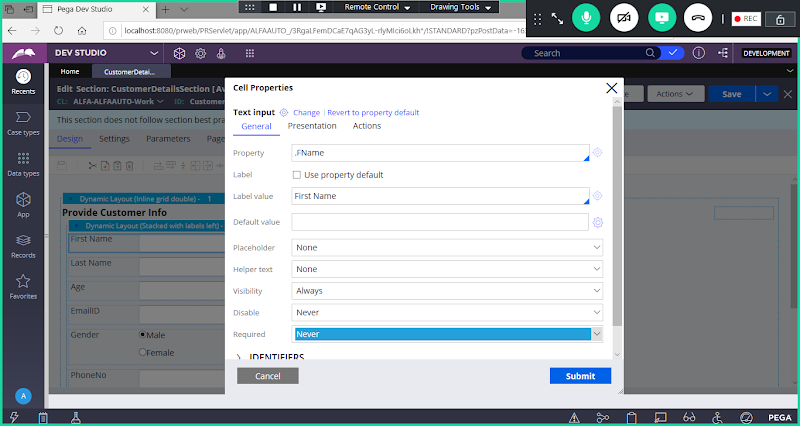 Pega Dev Studio
Remote Control
Drawing Tools
REC
localhost:8080/prweb/PRServlet/app/ALFAAUTO_/3RgaLFemDCaE7qAG3yL-rlyMIci6oLkh*/!STANDARD?pzPostData=-163
DEV STUDIO
Search
DEVELOPMENT
Home
CustomerDetai...
Recents
Case types
Data types
App
Records
Favorites
A
Edit Section: CustomerDetailsSection [Av
CL: ALFA-ALFAAUTO-Work
ID: Custome
Actions
Save
This section does not follow best pra
Design
Settings
Parameters
Page
Dynamic Layout (Inline grid double) - 1
Provide Customer Info
Dynamic Layout (Stacked with labels left) -
First Name
Last Name
Age
EmailID
Gender
Male
Female
PhoneNo
Cell Properties
Text input
Change | Revert to property default
General
Presentation
Actions
Property
.FName
Label
Use property default
Label value
First Name
Default value
Placeholder
None
Helper text
None
Visibility
Always
Disable
Never
Required
Never
IDENTIFIERS
Cancel
Submit
PEGA